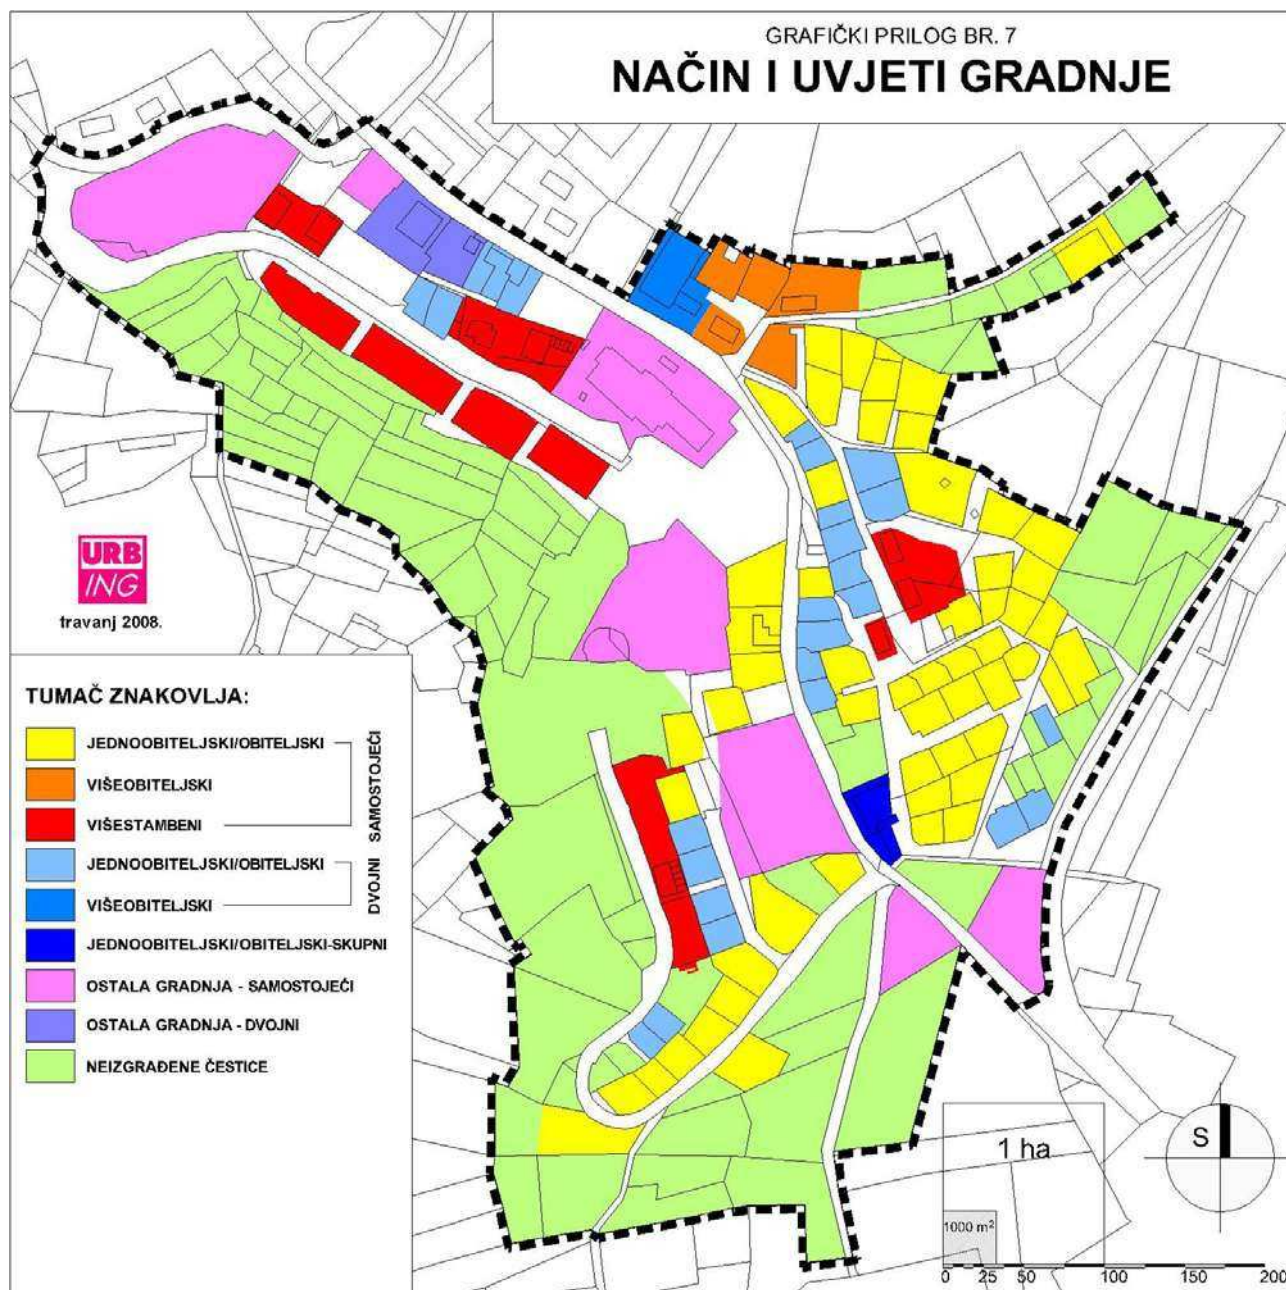 GRAFIČKI PRILOG BR. 7
NAČIN I UVJETI GRADNJE
URB
ING
travanj 2008.
TUMAČ ZNAKOVLJA:
JEDNOOBITELJSKI/OBITELJSKI
VIŠEOBITELJSKI
VIŠESTAMBENI
SAMOSTOJEĆI
JEDNOOBITELJSKI/OBITELJSKI
VIŠEOBITELJSKI
DVOJNI
JEDNOOBITELJSKI/OBITELJSKI-SKUPNI
OSTALA GRADNJA - SAMOSTOJEĆI
OSTALA GRADNJA - DVOJNI
NEIZGRAĐENE ČESTICE
1 ha
S
1000 m²
0 25 50 100 150 200